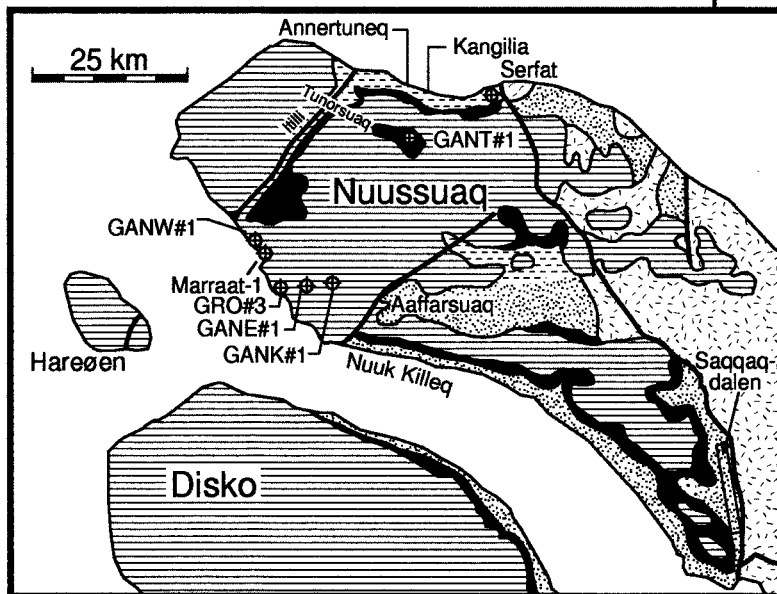 Annertuneq
25 km
Kangilia
Serfat
Tunorsuaq
Itilli
GANT#1
Nuussuaq
GANW#1
Marraat-1
GRO#3
Aaffarsuaq
GANE#1
GANK#1
Hareøen
Nuuk Killeq
Saqqaq-
dalen
Disko